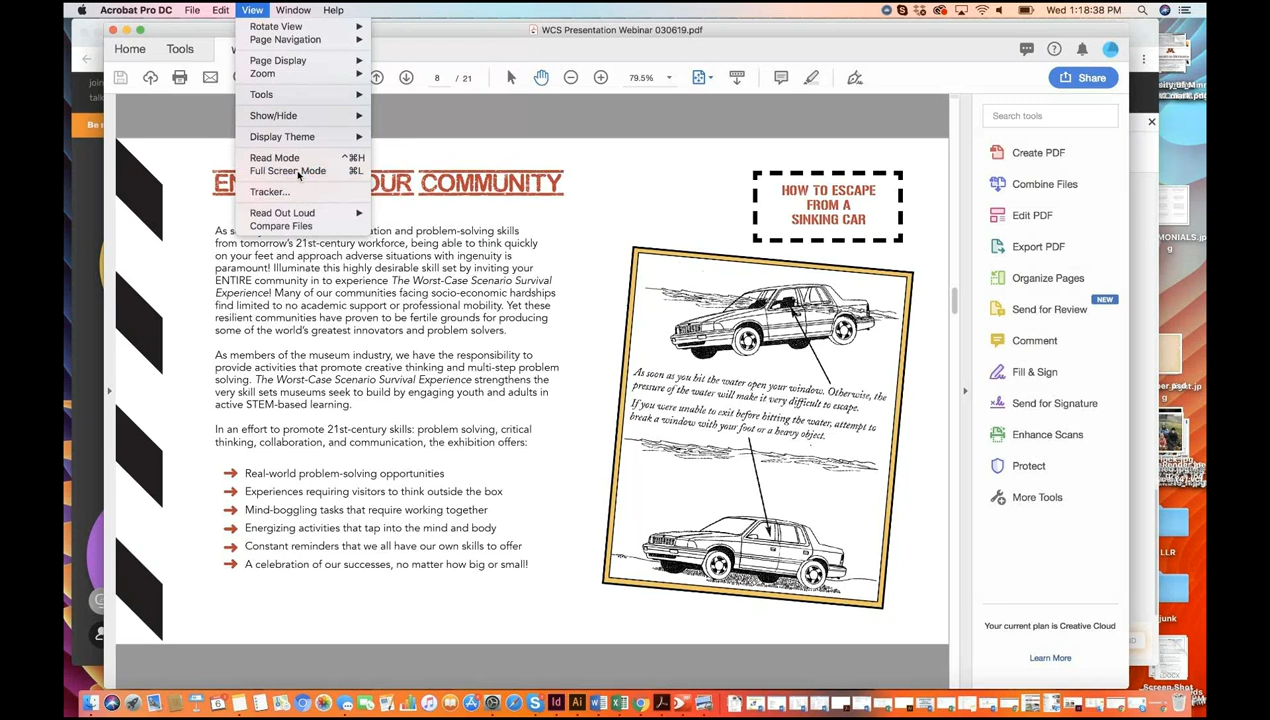 Acrobat Pro DC File Edit View Window Help
Wed 1:18:38 PM
WCS Presentation Webinar 030619.pdf
Home Tools
8 / 21
79.5%
Share
Rotate View
Page Navigation
Page Display
Zoom
Tools
Show/Hide
Display Theme
Read Mode ^⌘H
Full Screen Mode ⌘L
Tracker...
Read Out Loud
Compare Files
OUR COMMUNITY
ation and problem-solving skills
from tomorrow's 21st-century workforce, being able to think quickly
on your feet and approach adverse situations with ingenuity is
paramount! Illuminate this highly desirable skill set by inviting your
ENTIRE community in to experience The Worst-Case Scenario Survival
Experience! Many of our communities facing socio-economic hardships
find limited to no academic support or professional mobility. Yet these
resilient communities have proven to be fertile grounds for producing
some of the world's greatest innovators and problem solvers.
As members of the museum industry, we have the responsibility to
provide activities that promote creative thinking and multi-step problem
solving. The Worst-Case Scenario Survival Experience strengthens the
very skill sets museums seek to build by engaging youth and adults in
active STEM-based learning.
In an effort to promote 21st-century skills: problem solving, critical
thinking, collaboration, and communication, the exhibition offers:
Real-world problem-solving opportunities
Experiences requiring visitors to think outside the box
Mind-boggling tasks that require working together
Energizing activities that tap into the mind and body
Constant reminders that we all have our own skills to offer
A celebration of our successes, no matter how big or small!
HOW TO ESCAPE
FROM A
SINKING CAR
As soon as you hit the water open your window. Otherwise, the
pressure of the water will make it very difficult to escape.
If you were unable to exit before hitting the water, attempt to
break a window with your foot or a heavy object.
Search tools
Create PDF
Combine Files
Edit PDF
Export PDF
Organize Pages
Send for Review
NEW
Comment
Fill & Sign
Send for Signature
Enhance Scans
Protect
More Tools
Your current plan is Creative Cloud
Learn More
LLR
junk
Screen Shot